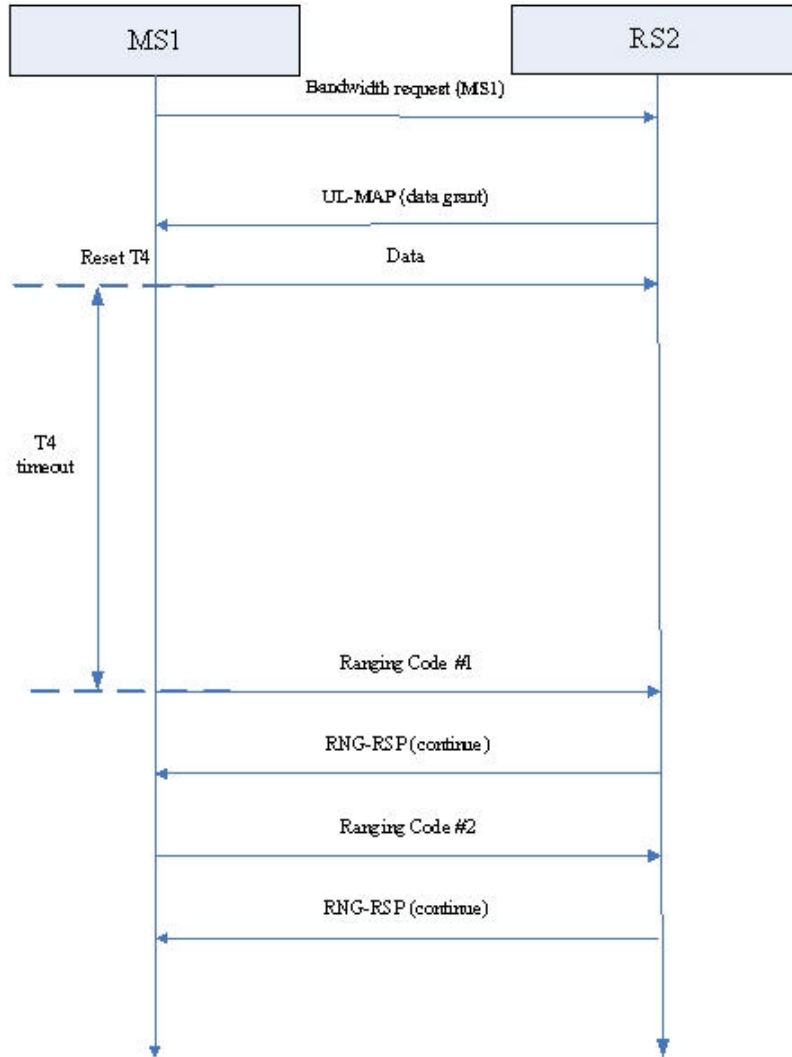 MS1
RS2
Bandwidth request (MS1)
UL-MAP (data grant)
Reset T4
Data
T4
timeout
Ranging Code #1
RNG-RSP (continue)
Ranging Code #2
RNG-RSP (continue)